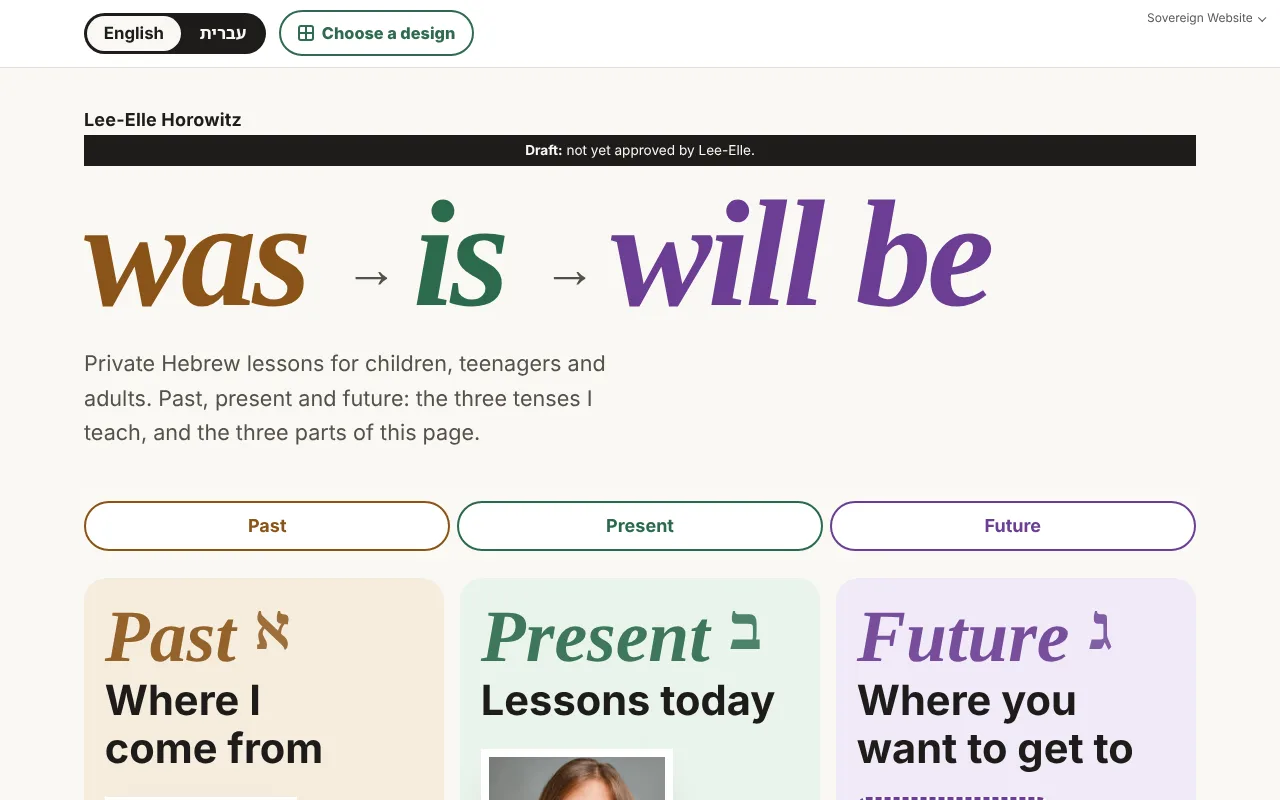 English עברית Choose a design Sovereign Website
Lee-Elle Horowitz
Draft: not yet approved by Lee-Elle.
was → is → will be
Private Hebrew lessons for children, teenagers and
adults. Past, present and future: the three tenses I
teach, and the three parts of this page.
Past Present Future
Past א
Where I
come from
Present ב
Lessons today
Future ג
Where you
want to get to